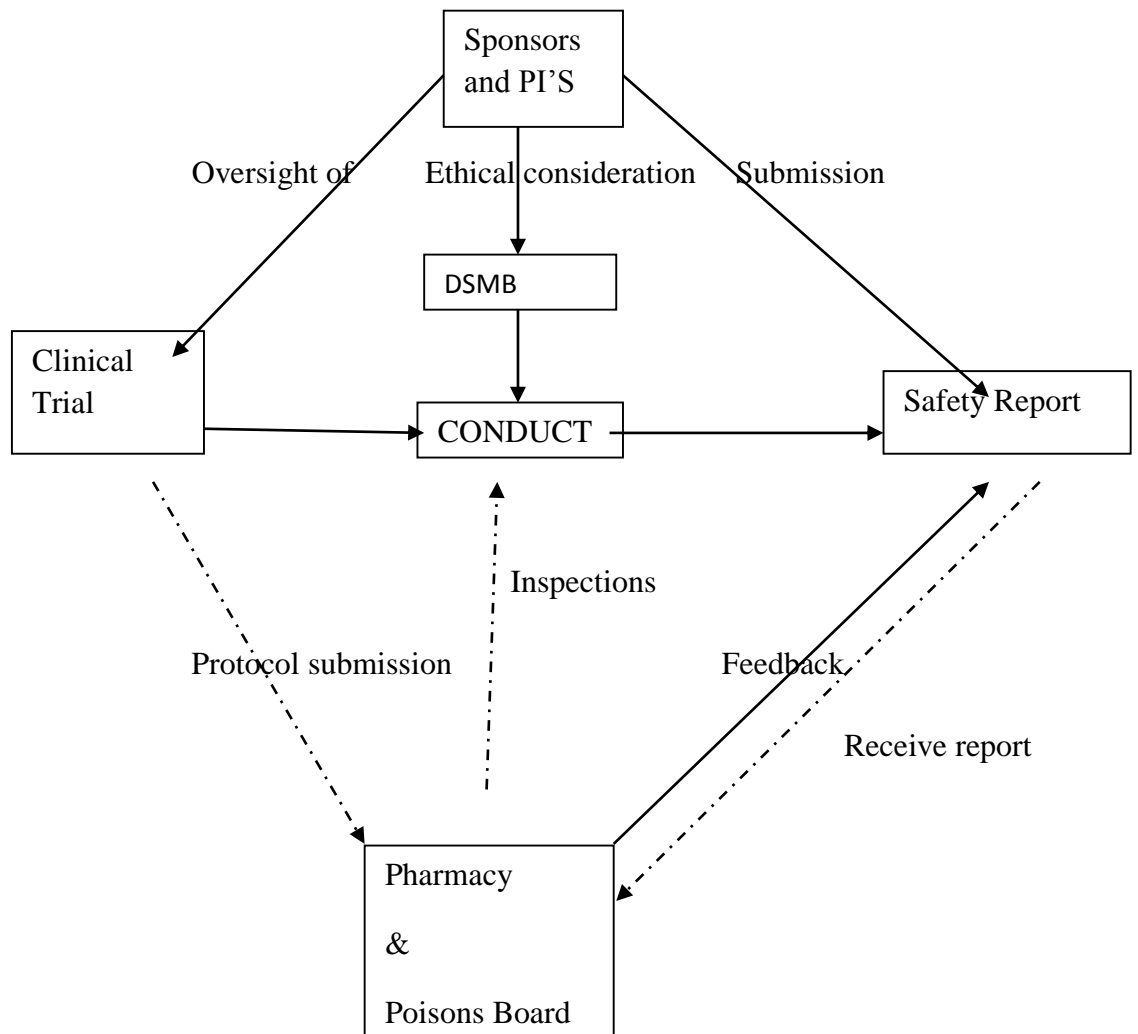 Sponsors
and PI’S
Oversight of
Ethical consideration
Submission
DSMB
Clinical
Trial
CONDUCT
Safety Report
Inspections
Protocol submission
Feedback
Receive report
Pharmacy
&
Poisons Board